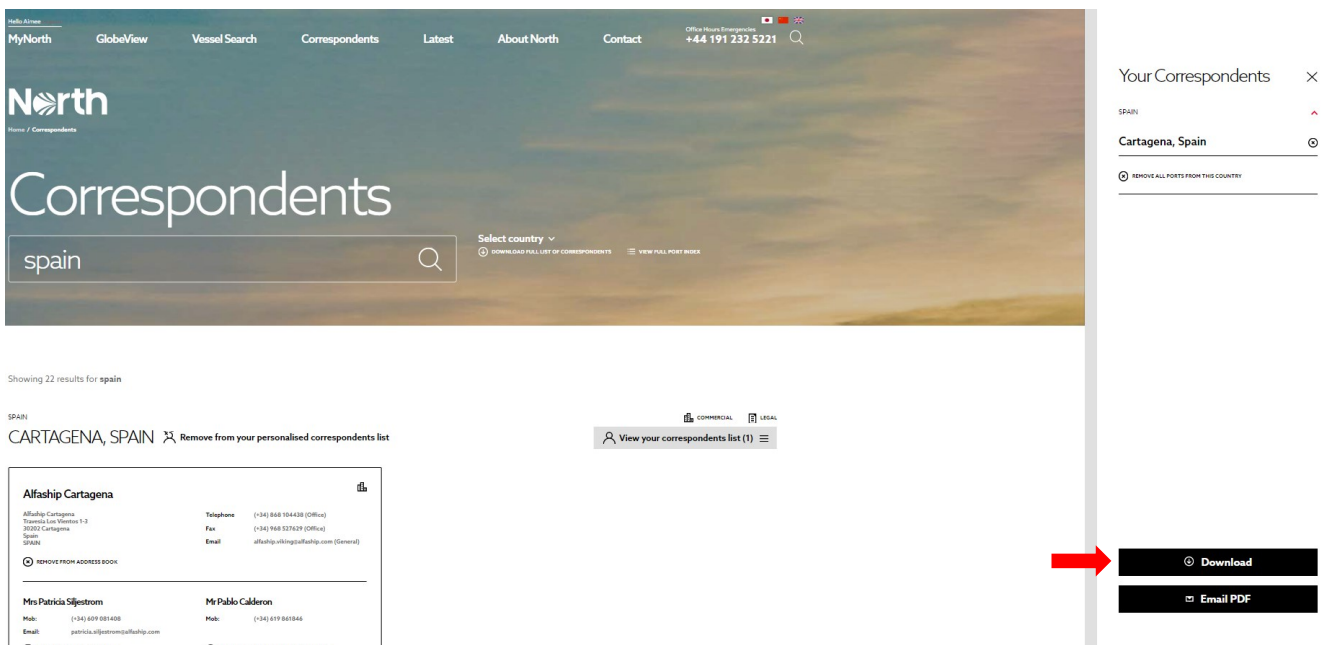 Hello Aimee
MyNorth GlobeView Vessel Search Correspondents Latest About North Contact
Office Hours Emergencies
+44 191 232 5221
North
Home / Correspondents
Correspondents
spain
Select country
DOWNLOAD FULL LIST OF CORRESPONDENTS VIEW FULL PORT INDEX
Showing 22 results for spain
SPAIN
COMMERCIAL LEGAL
CARTAGENA, SPAIN Remove from your personalised correspondents list
View your correspondents list (1)
Alfaship Cartagena
Alfaship Cartagena
Travesia Los Vientos 1-3
30202 Cartagena
Spain
SPAIN
Telephone (+34) 868 104438 (Office)
Fax (+34) 968 527629 (Office)
Email alfaship.viking@alfaship.com (General)
REMOVE FROM ADDRESS BOOK
Mrs Patricia Siljestrom
Mob: (+34) 609 081408
Email: patricia.siljestrom@alfaship.com
Mr Pablo Calderon
Mob: (+34) 619 861846
Your Correspondents
SPAIN
Cartagena, Spain
REMOVE ALL PORTS FROM THIS COUNTRY
Download
Email PDF